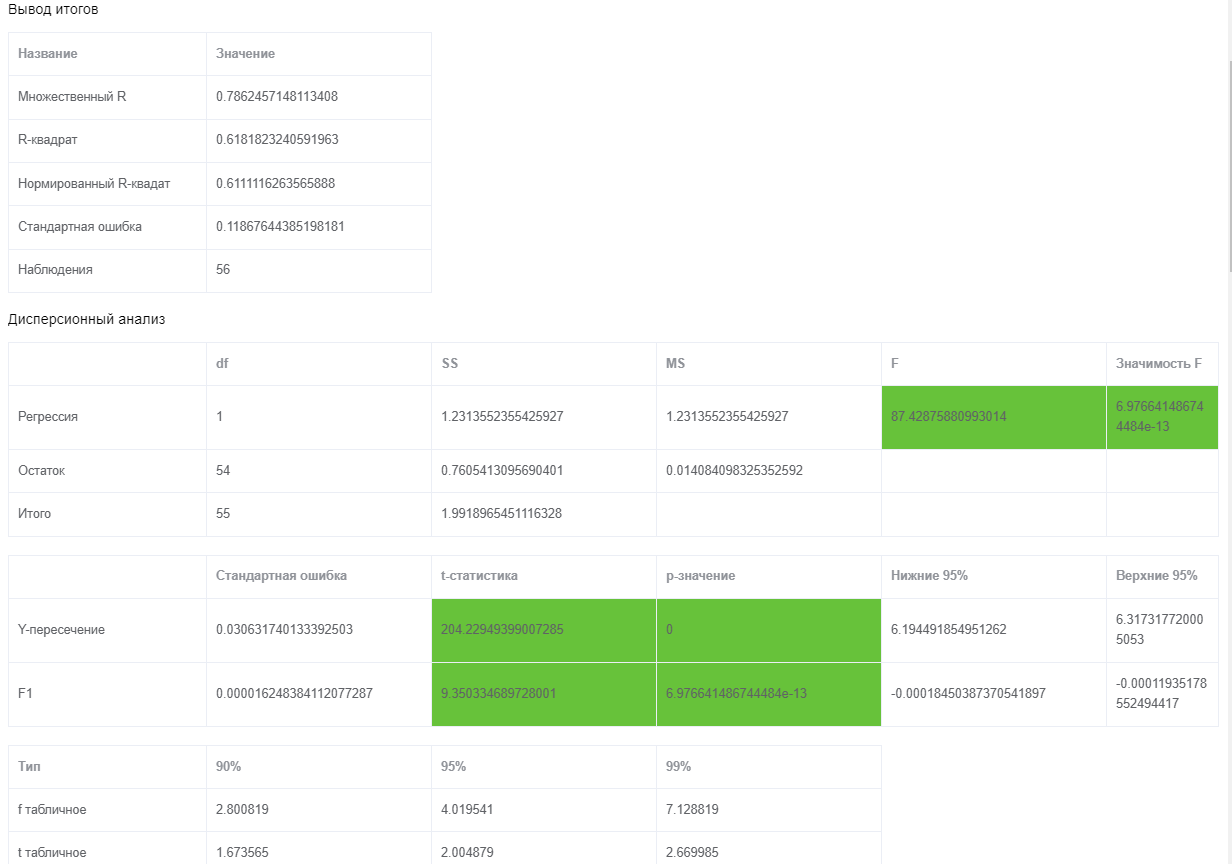 Вывод итогов
Название Значение
Множественный R 0.7862457148113408
R-квадрат 0.6181823240591963
Нормированный R-квадат 0.6111116263565888
Стандартная ошибка 0.11867644385198181
Наблюдения 56
Дисперсионный анализ
df SS MS F Значимость F
Регрессия 1 1.2313552355425927 1.2313552355425927 87.42875880993014 6.97664148674
4484e-13
Остаток 54 0.7605413095690401 0.014084098325352592
Итого 55 1.9918965451116328
Стандартная ошибка t-статистика p-значение Нижние 95% Верхние 95%
Y-пересечение 0.030631740133392503 204.22949399007285 0 6.194491854951262 6.31731772000
5053
F1 0.000016248384112077287 9.350334689728001 6.976641486744484e-13 -0.00018450387370541897 -0.00011935178
552494417
Тип 90% 95% 99%
f табличное 2.800819 4.019541 7.128819
t табличное 1.673565 2.004879 2.669985